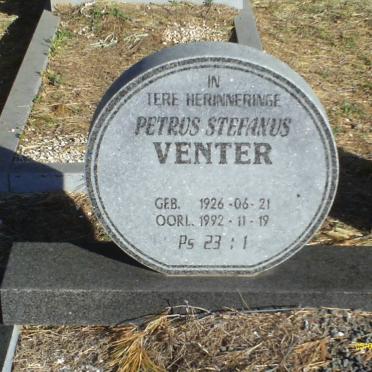 IN
TERE HERINNERINGE
PETRUS STEFANUS
VENTER
GEB. 1926-06-21
OORL. 1992-11-19
Ps 23:1